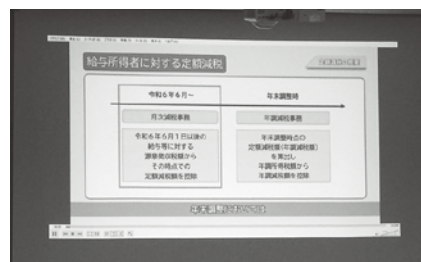 給与所得者に対する定額減税
令和6年6月~
年末調整時
月次減税事務
年調減税事務
令和6年6月1日以後の
給与等に対する
源泉徴収税額から
その時点での
定額減税額を控除
年末調整時点の
定額減税額(年調減税額)
を算出し
年調所得税額から
年調減税額を控除